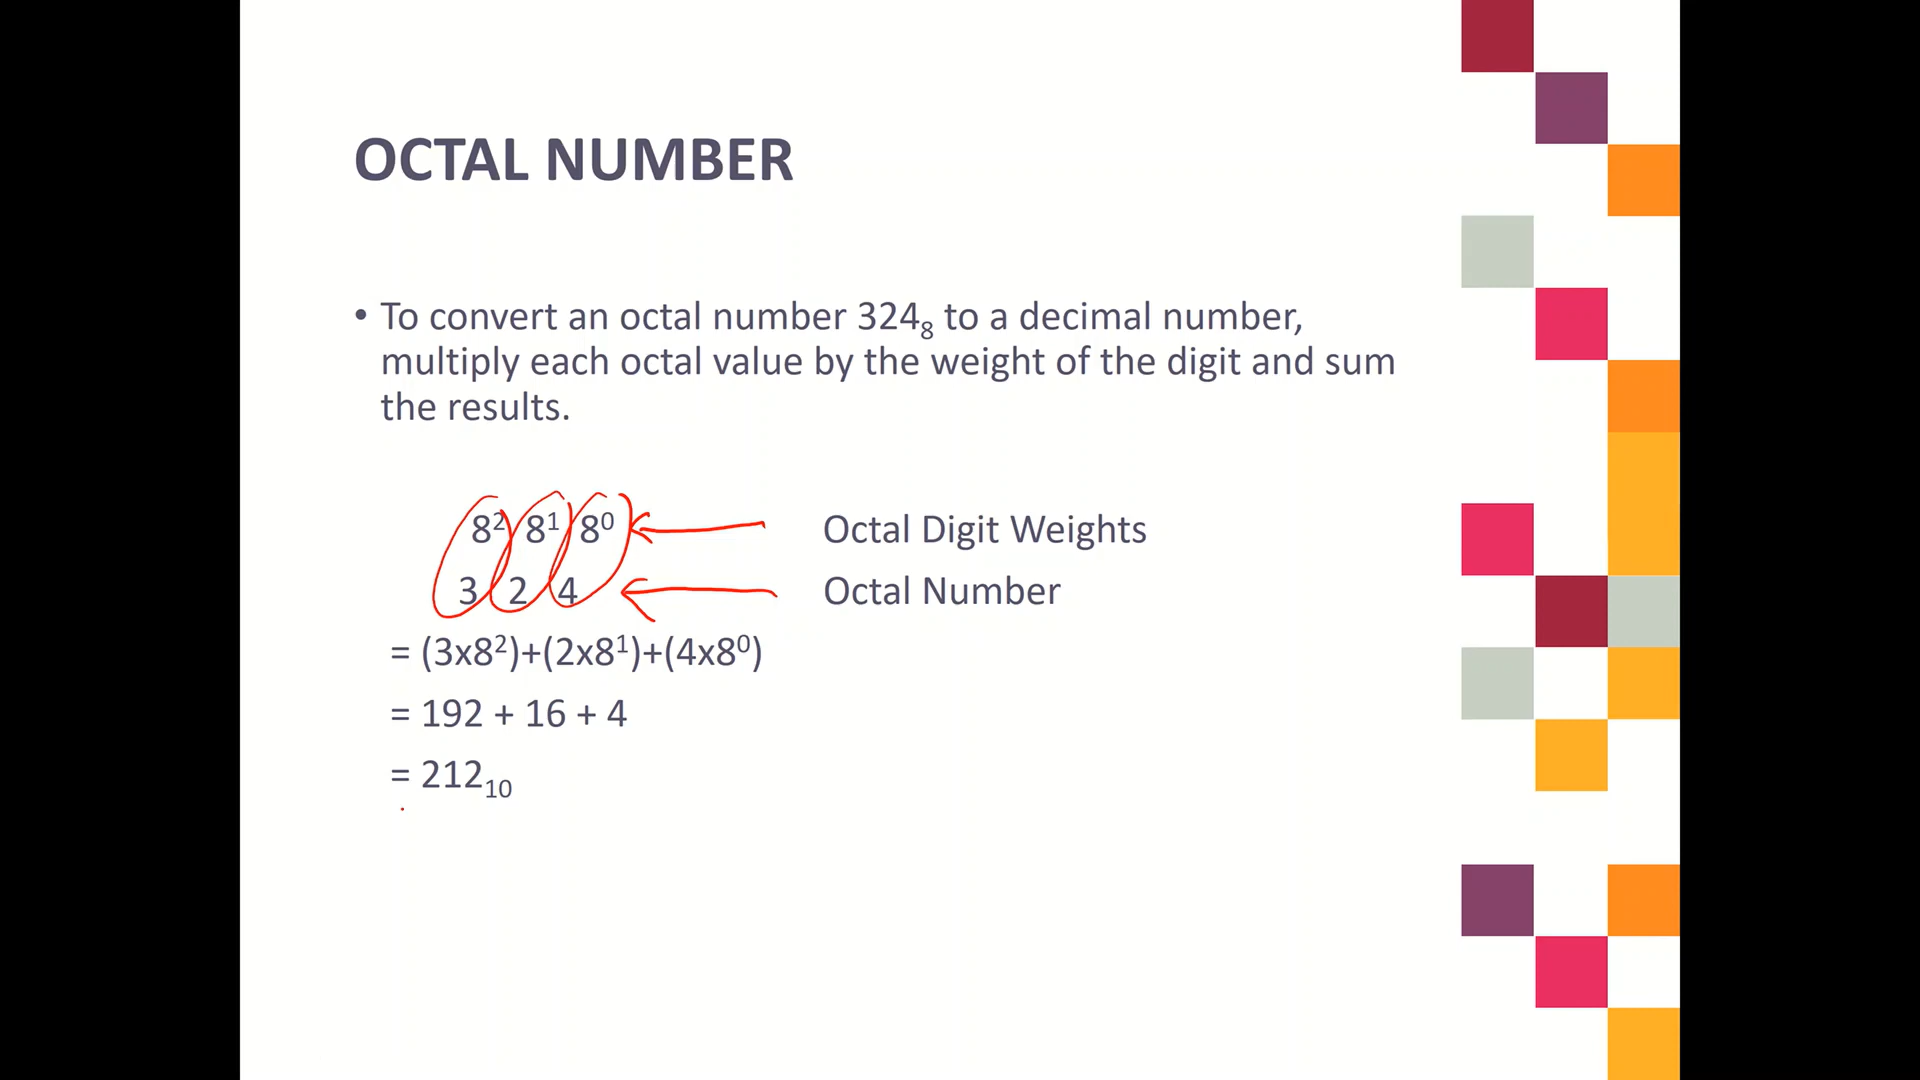 OCTAL NUMBER
• To convert an octal number 324₈ to a decimal number,
multiply each octal value by the weight of the digit and sum
the results.
8² 8¹ 8⁰ Octal Digit Weights
3 2 4 Octal Number
= (3x8²)+(2x8¹)+(4x8⁰)
= 192 + 16 + 4
= 212₁₀